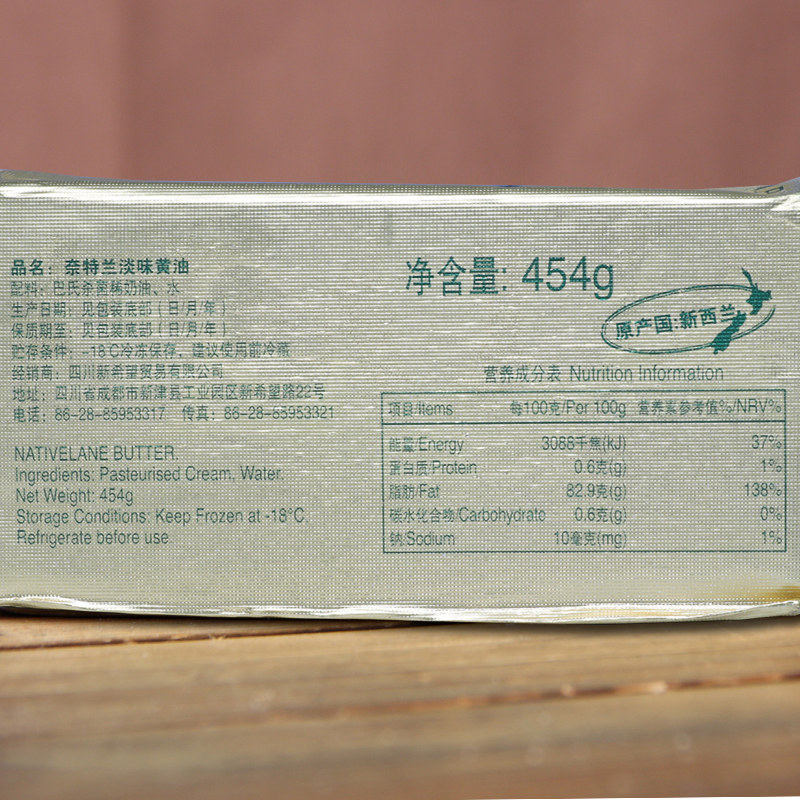 品名：奈特兰淡味黄油
配料：巴氏杀菌稀奶油、水
生产日期：见包装底部（日/月/年）
保质期至：见包装底部（日/月/年）
贮存条件：-18℃冷冻保存，建议使用前冷藏
经销商：四川新希望贸易有限公司
地址：四川省成都市新津县工业园区新希望路22号
电话：86-28-85953317 传真：86-28-85953321
NATIVELANE BUTTER.
Ingredients: Pasteurised Cream, Water.
Net Weight: 454g
Storage Conditions: Keep Frozen at -18°C.
Refrigerate before use
净含量: 454g
原产国:新西兰
营养成分表 Nutrition Information
项目/Items 每100克/Per 100g 营养素参考值%/NRV%
能量/Energy 3068千焦(kJ) 37%
蛋白质/Protein 0.6克(g) 1%
脂肪/Fat 82.9克(g) 138%
碳水化合物/Carbohydrate 0.6克(g) 0%
钠/Sodium 10毫克(mg) 1%